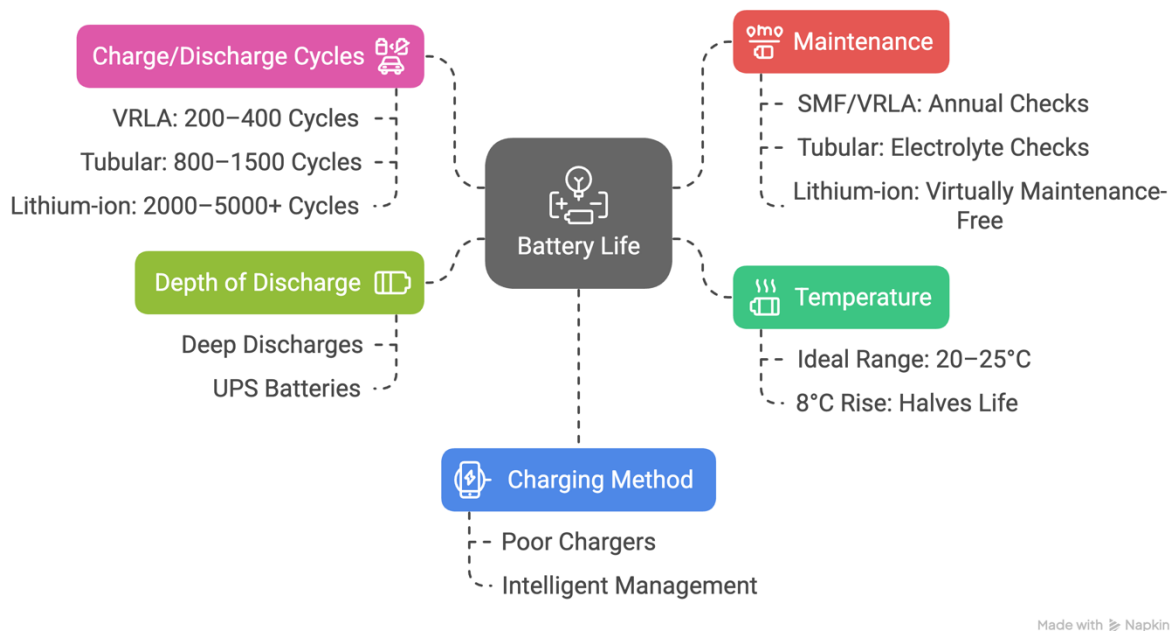 Charge/Discharge Cycles
VRLA: 200–400 Cycles
Tubular: 800–1500 Cycles
Lithium-ion: 2000–5000+ Cycles
Depth of Discharge
Deep Discharges
UPS Batteries
Battery Life
Maintenance
SMF/VRLA: Annual Checks
Tubular: Electrolyte Checks
Lithium-ion: Virtually Maintenance-
Free
Temperature
Ideal Range: 20–25°C
8°C Rise: Halves Life
Charging Method
Poor Chargers
Intelligent Management
Made with Napkin